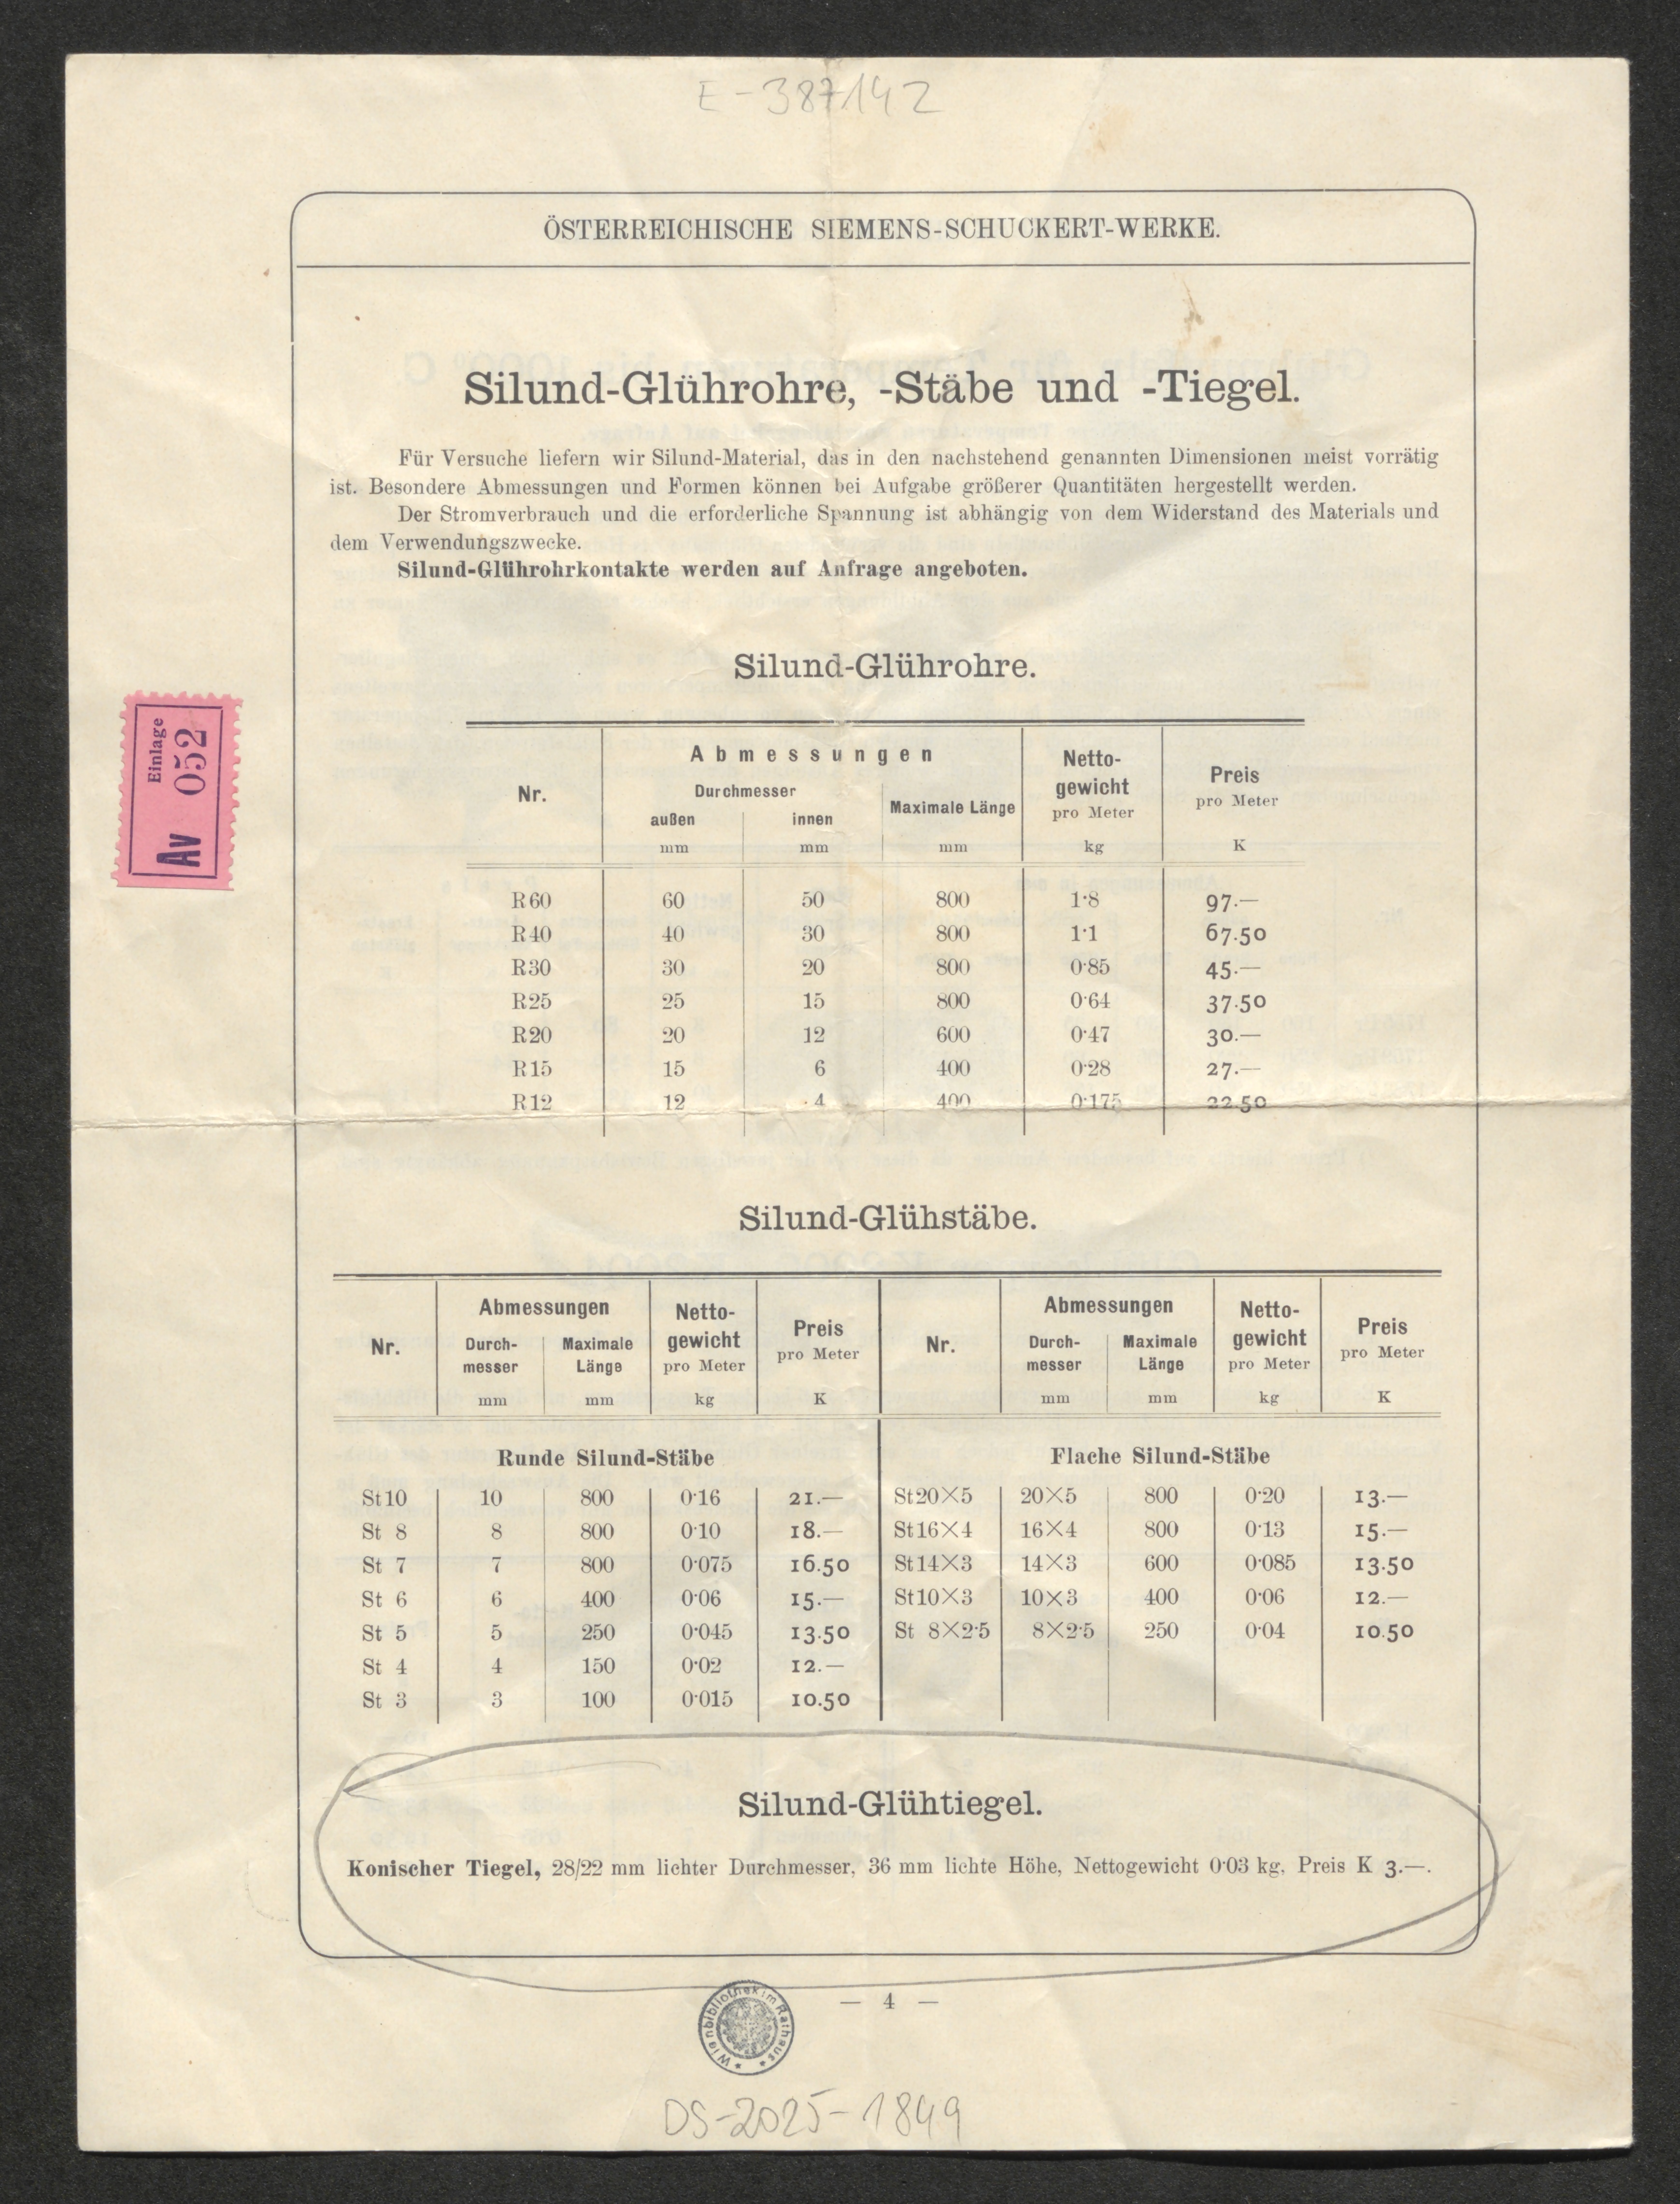 E-387142
ÖSTERREICHISCHE SIEMENS-SCHUCKERT-WERKE.
Silund-Glührohre, -Stäbe und -Tiegel.
Für Versuche liefern wir Silund-Material, das in den nachstehend genannten Dimensionen meist vorrätig
ist. Besondere Abmessungen und Formen können bei Aufgabe größerer Quantitäten hergestellt werden.
Der Stromverbrauch und die erforderliche Spannung ist abhängig von dem Widerstand des Materials und
dem Verwendungszwecke.
Silund-Glührohrkontakte werden auf Anfrage angeboten.
Einlage
Av 052
Silund-Glührohre.
Nr. Abmessungen Netto- gewicht pro Meter Preis pro Meter
Durchmesser Maximale Länge
außen innen
mm mm mm kg K
R60 60 50 800 1·8 97.—
R40 40 30 800 1·1 67.50
R30 30 20 800 0·85 45.—
R25 25 15 800 0·64 37.50
R20 20 12 600 0·47 30.—
R15 15 6 400 0·28 27.—
R12 12 4 400 0·175 22.50
Silund-Glühstäbe.
Nr. Abmessungen Netto- gewicht pro Meter Preis pro Meter Nr. Abmessungen Netto- gewicht pro Meter Preis pro Meter
Durch- messer Maximale Länge Durch- messer Maximale Länge
mm mm kg K mm mm kg K
Runde Silund-Stäbe Flache Silund-Stäbe
St 10 10 800 0·16 21.— St 20×5 20×5 800 0·20 13.—
St 8 8 800 0·10 18.— St 16×4 16×4 800 0·13 15.—
St 7 7 800 0·075 16.50 St 14×3 14×3 600 0·085 13.50
St 6 6 400 0·06 15.— St 10×3 10×3 400 0·06 12.—
St 5 5 250 0·045 13.50 St 8×2·5 8×2·5 250 0·04 10.50
St 4 4 150 0·02 12.—
St 3 3 100 0·015 10.50
Silund-Glühtiegel.
Konischer Tiegel, 28/22 mm lichter Durchmesser, 36 mm lichte Höhe, Nettogewicht 0·03 kg, Preis K 3.—.
— 4 —
Wienbibliothek im Rathaus
DS-2025-1849